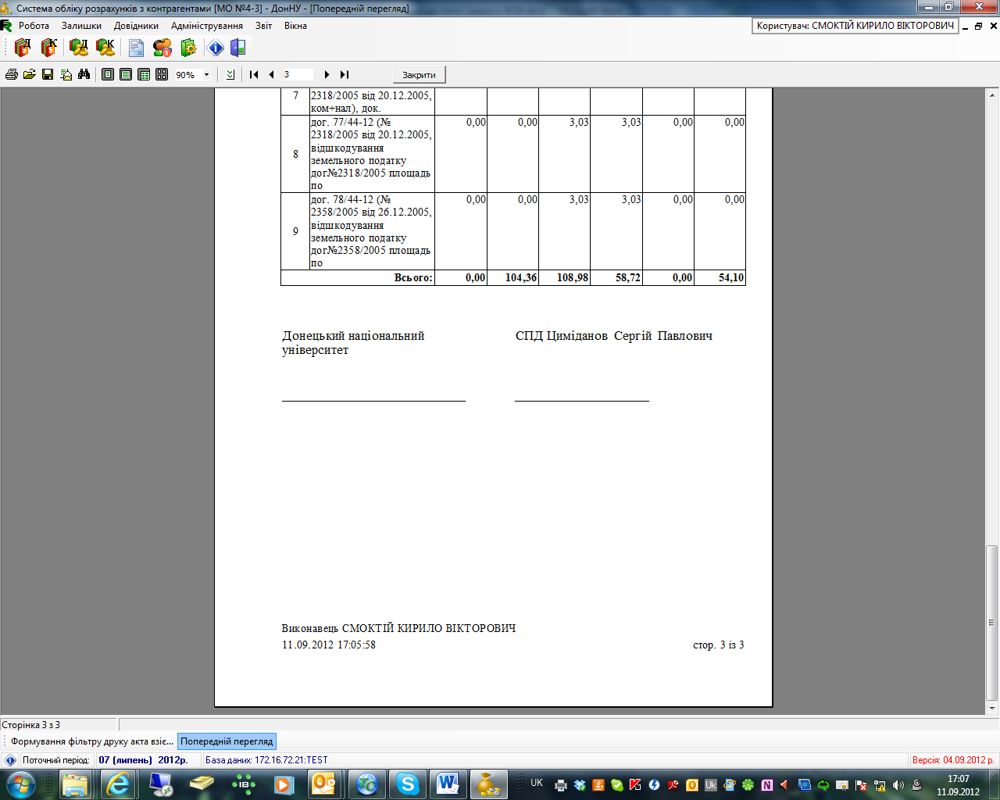 Система обліку розрахунків з контрагентами [МО №4-3] - ДонНУ - [Попередній перегляд]
Робота Залишки Довідники Адміністрування Звіт Вікна
Користувач: СМОКТІЙ КИРИЛО ВІКТОРОВИЧ
90% 3 Закрити
7 2318/2005 від 20.12.2005,
ком+нал), док.
дог. 77/44-12 (№ 0,00 0,00 3,03 3,03 0,00 0,00
2318/2005 від 20.12.2005,
відшкодування
8
земельного податку
дог№2318/2005 площадь
по
дог. 78/44-12 (№ 0,00 0,00 3,03 3,03 0,00 0,00
2358/2005 від 26.12.2005,
відшкодування
9
земельного податку
дог№2358/2005 площадь
по
Всього: 0,00 104,36 108,98 58,72 0,00 54,10
Донецький національний
університет
СПД Циміданов Сергій Павлович
Виконавець СМОКТІЙ КИРИЛО ВІКТОРОВИЧ
11.09.2012 17:05:58 стор. 3 із 3
Сторінка 3 з 3
Формування фільтру друку акта взіє... Попередній перегляд
Поточний період: 07 (липень) 2012р. База даних: 172.16.72.21:TEST Версія: 04.09.2012 р.
UK
17:07
11.09.2012